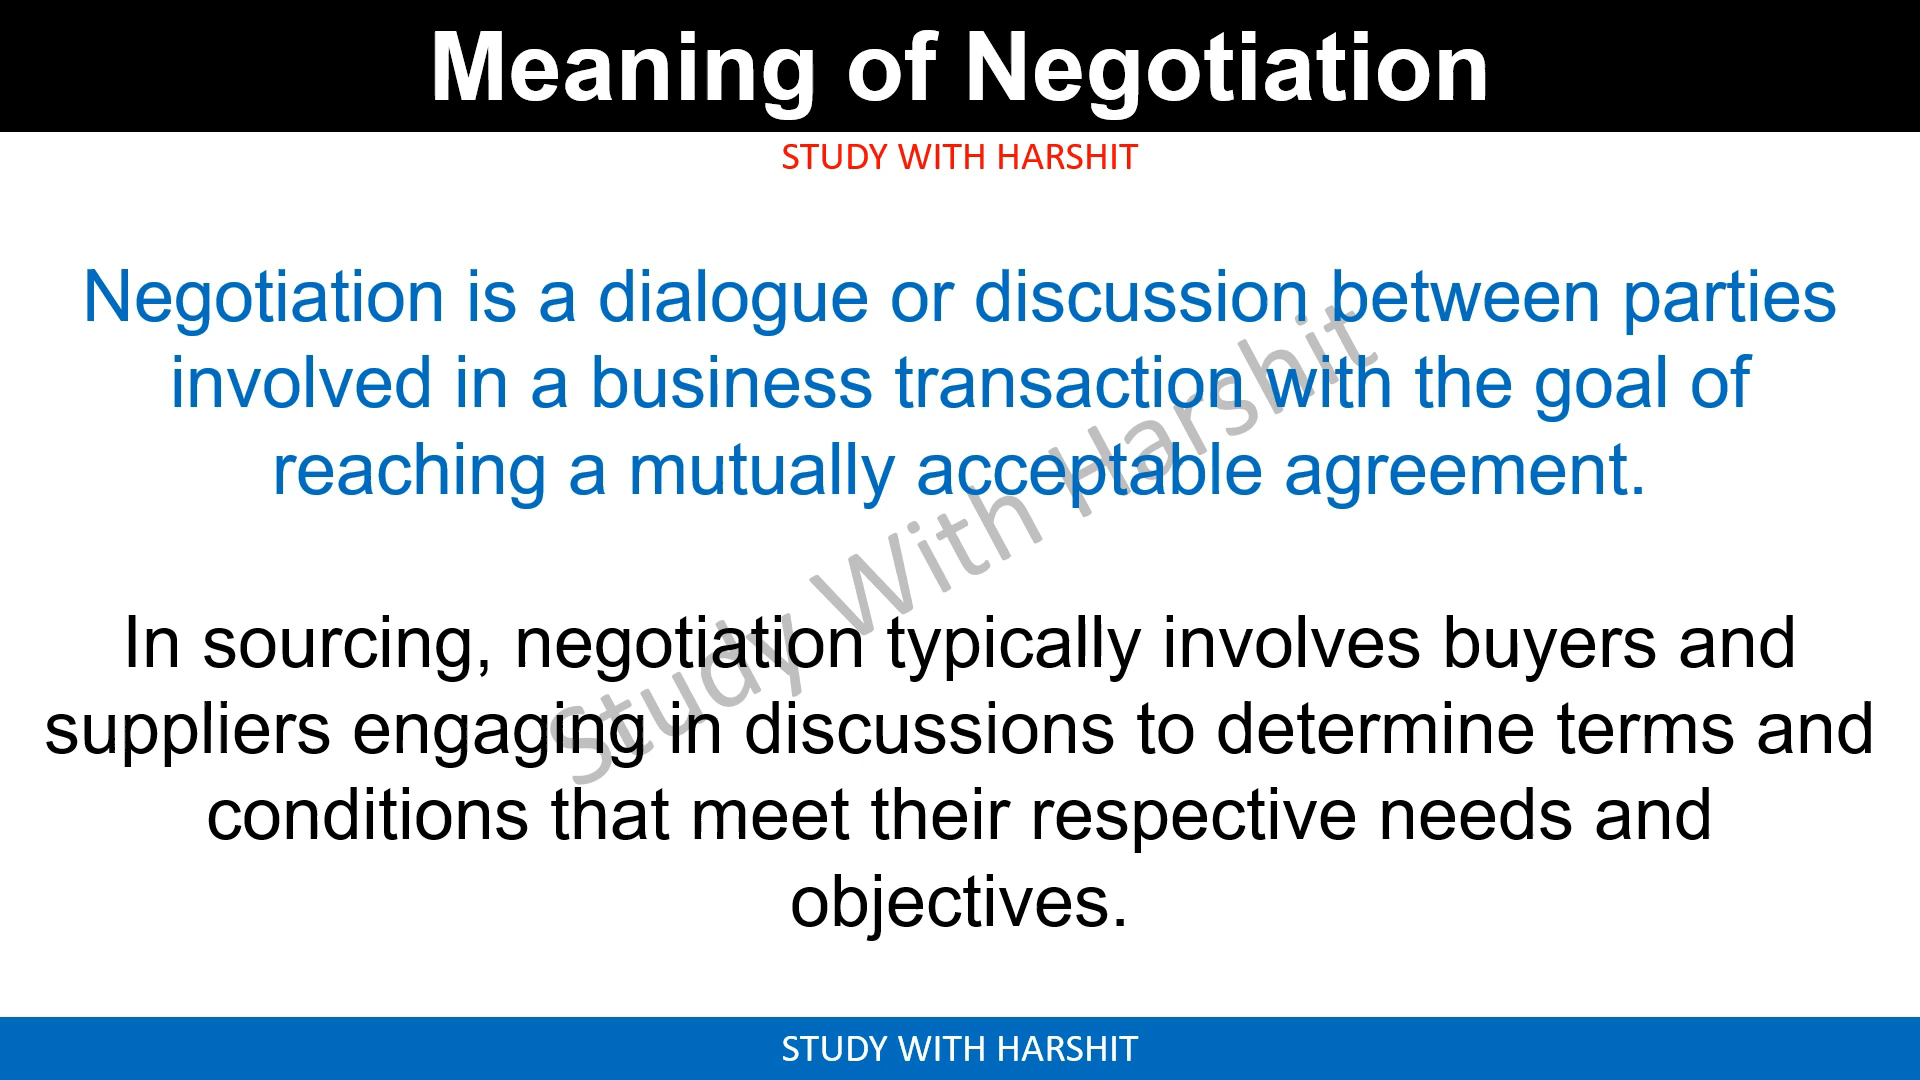 Meaning of Negotiation
STUDY WITH HARSHIT
Negotiation is a dialogue or discussion between parties
involved in a business transaction with the goal of
reaching a mutually acceptable agreement.
Study With Harshit
In sourcing, negotiation typically involves buyers and
suppliers engaging in discussions to determine terms and
conditions that meet their respective needs and
objectives.
STUDY WITH HARSHIT